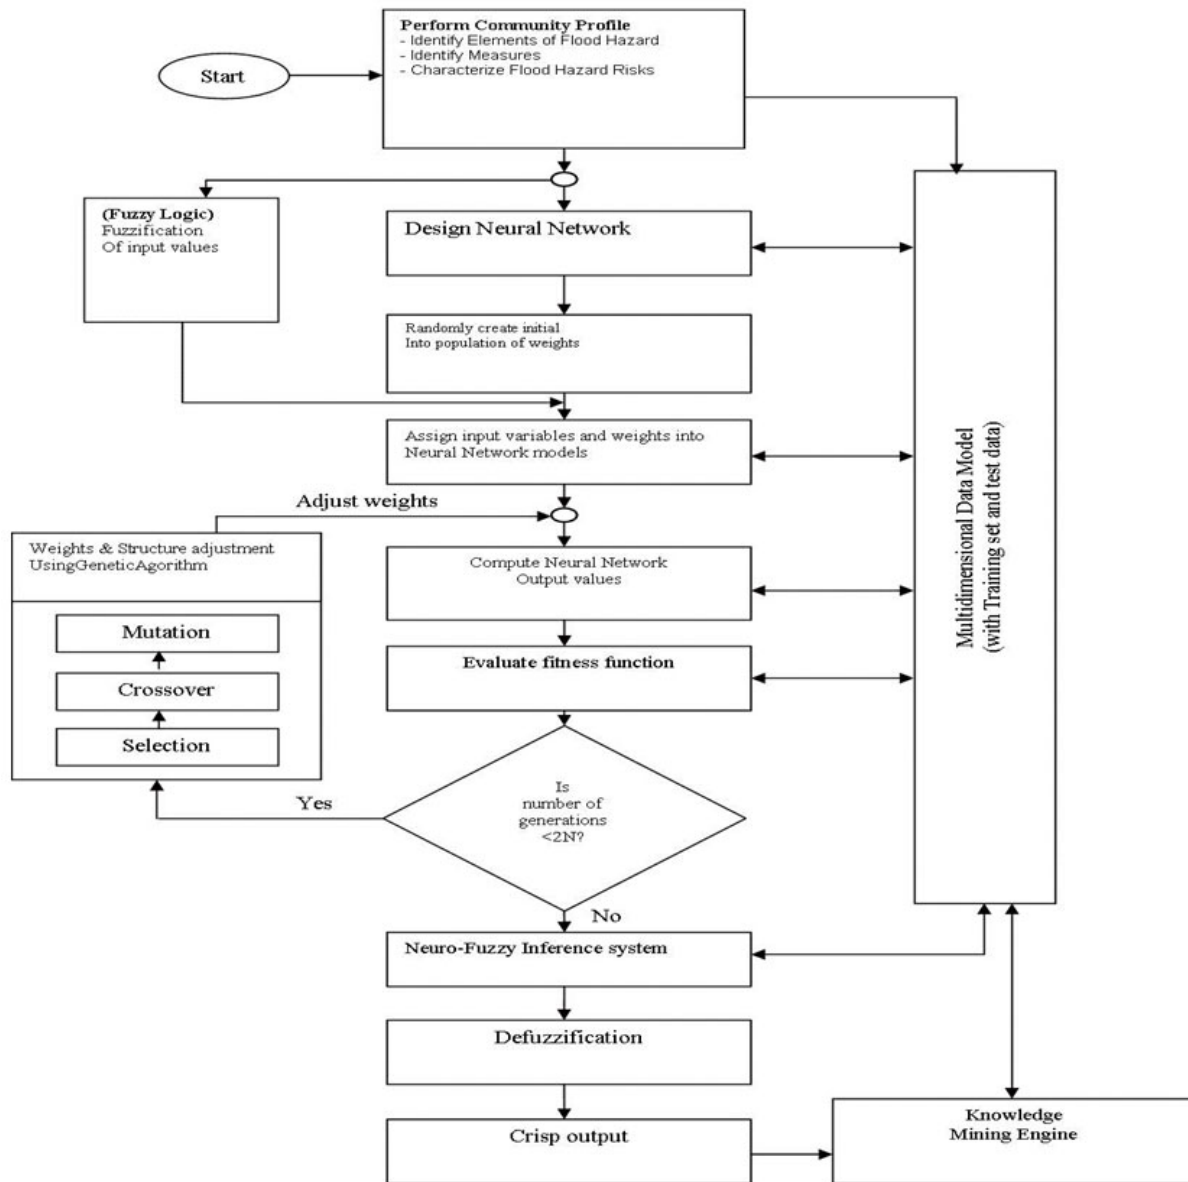 Start
Perform Community Profile
- Identify Elements of Flood Hazard
- Identify Measures
- Characterize Flood Hazard Risks
(Fuzzy Logic)
Fuzzification
Of input values
Design Neural Network
Randomly create initial
Into population of weights
Assign input variables and weights into
Neural Network models
Adjust weights
Weights & Structure adjustment
UsingGeneticAgorithm
Mutation
Crossover
Selection
Compute Neural Network
Output values
Evaluate fitness function
Is
number of
generations
<2N?
Yes
No
Neuro-Fuzzy Inference system
Defuzzification
Crisp output
Knowledge
Mining Engine
Multidimensional Data Model
(with Training set and test data)